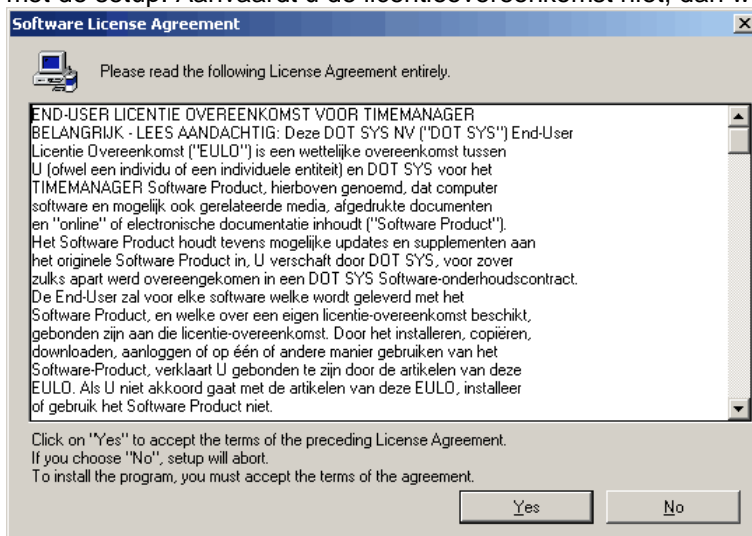 met de setup. Aanvaardt u de licentieovereenkomst niet, dan
Software License Agreement
Please read the following License Agreement entirely.
END-USER LICENTIE OVEREENKOMST VOOR TIMEMANAGER
BELANGRIJK - LEES AANDACHTIG: Deze DOT SYS NV ("DOT SYS") End-User
Licentie Overeenkomst ("EULO") is een wettelijke overeenkomst tussen
U (ofwel een individu of een individuele entiteit) en DOT SYS voor het
TIMEMANAGER Software Product, hierboven genoemd, dat computer
software en mogelijk ook gerelateerde media, afgedrukte documenten
en "online" of electronische documentatie inhoudt ("Software Product").
Het Software Product houdt tevens mogelijke updates en supplementen aan
het originele Software Product in, U verschaft door DOT SYS, voor zover
zulks apart werd overeengekomen in een DOT SYS Software-onderhoudscontract.
De End-User zal voor elke software welke wordt geleverd met het
Software Product, en welke over een eigen licentie-overeenkomst beschikt,
gebonden zijn aan die licentie-overeenkomst. Door het installeren, copiëren,
downloaden, aanloggen of op één of andere manier gebruiken van het
Software-Product, verklaart U gebonden te zijn door de artikelen van deze
EULO. Als U niet akkoord gaat met de artikelen van deze EULO, installeer
of gebruik het Software Product niet.
Click on "Yes" to accept the terms of the preceding License Agreement.
If you choose "No", setup will abort.
To install the program, you must accept the terms of the agreement.
Yes
No